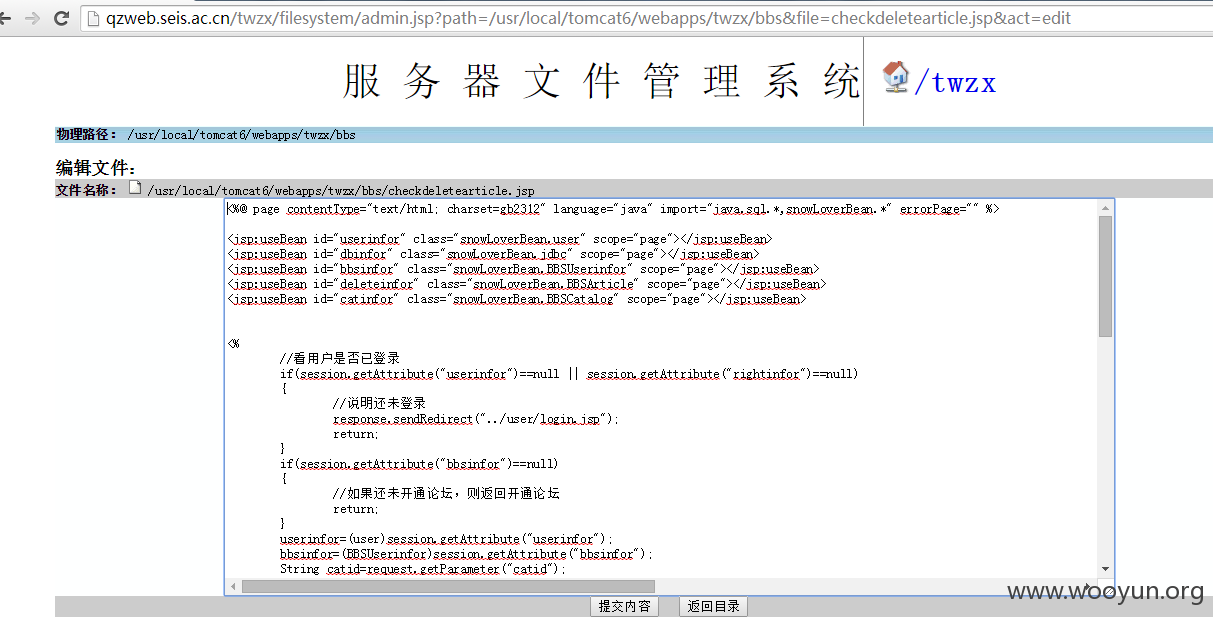 qzweb.seis.ac.cn/twzx/filesystem/admin.jsp?path=/usr/local/tomcat6/webapps/twzx/bbs&file=checkdeletearticle.jsp&act=edit
服务器文件管理系统 /twzx
物理路径： /usr/local/tomcat6/webapps/twzx/bbs
编辑文件:
文件名称： /usr/local/tomcat6/webapps/twzx/bbs/checkdeletearticle.jsp
<%@ page contentType="text/html; charset=gb2312" language="java" import="java.sql.*,snowLoverBean.*" errorPage="" %>
<jsp:useBean id="userinfor" class="snowLoverBean.user" scope="page"></jsp:useBean>
<jsp:useBean id="dbinfor" class="snowLoverBean.jdbc" scope="page"></jsp:useBean>
<jsp:useBean id="bbsinfor" class="snowLoverBean.BBSUserinfor" scope="page"></jsp:useBean>
<jsp:useBean id="deleteinfor" class="snowLoverBean.BBSArticle" scope="page"></jsp:useBean>
<jsp:useBean id="catinfor" class="snowLoverBean.BBSCatalog" scope="page"></jsp:useBean>
<%
//看用户是否已登录
if(session.getAttribute("userinfor")==null || session.getAttribute("rightinfor")==null)
{
//说明还未登录
response.sendRedirect("../user/login.jsp");
return;
}
if(session.getAttribute("bbsinfor")==null)
{
//如果还未开通论坛，则返回开通论坛
return;
}
userinfor=(user)session.getAttribute("userinfor");
bbsinfor=(BBSUserinfor)session.getAttribute("bbsinfor");
String catid=request.getParameter("catid");
提交内容 返回目录
www.wooyun.org